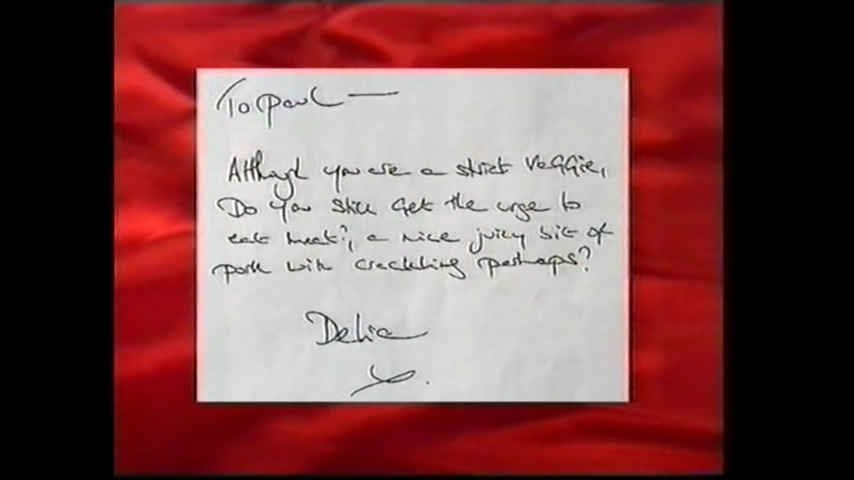 To Paul —
Although you are a strict Veggie,
Do you still Get the urge to
eat meat?, a nice juicy bit of
pork with crackling perhaps?
Delia
x.